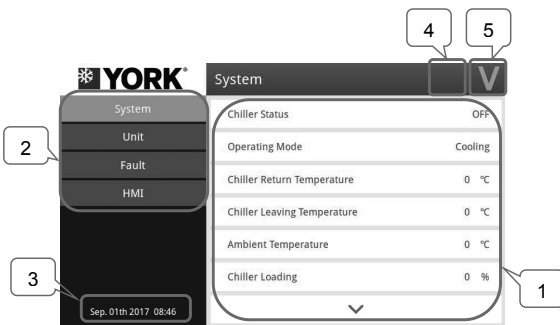 4 5
YORK® System V
System
Unit
Fault
HMI
2
Chiller Status OFF
Operating Mode Cooling
Chiller Return Temperature 0 °C
Chiller Leaving Temperature 0 °C
Ambient Temperature 0 °C
Chiller Loading 0 %
3
1
Sep. 01th 2017 08:46